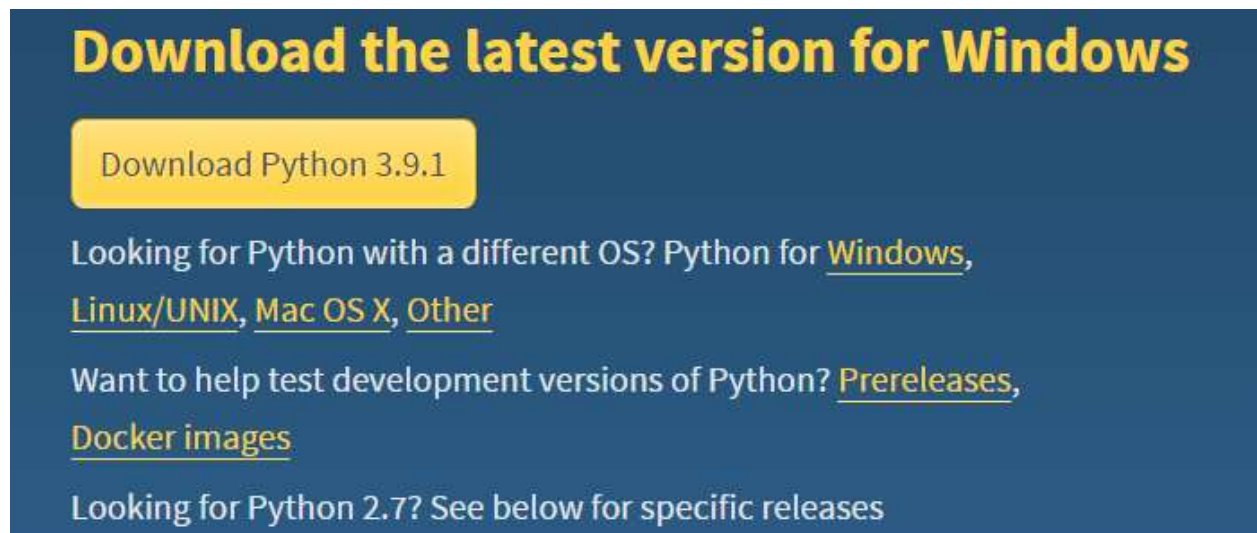 Download the latest version for Windows
Download Python 3.9.1
Looking for Python with a different OS? Python for Windows,
Linux/UNIX, Mac OS X, Other
Want to help test development versions of Python? Prereleases,
Docker images
Looking for Python 2.7? See below for specific releases